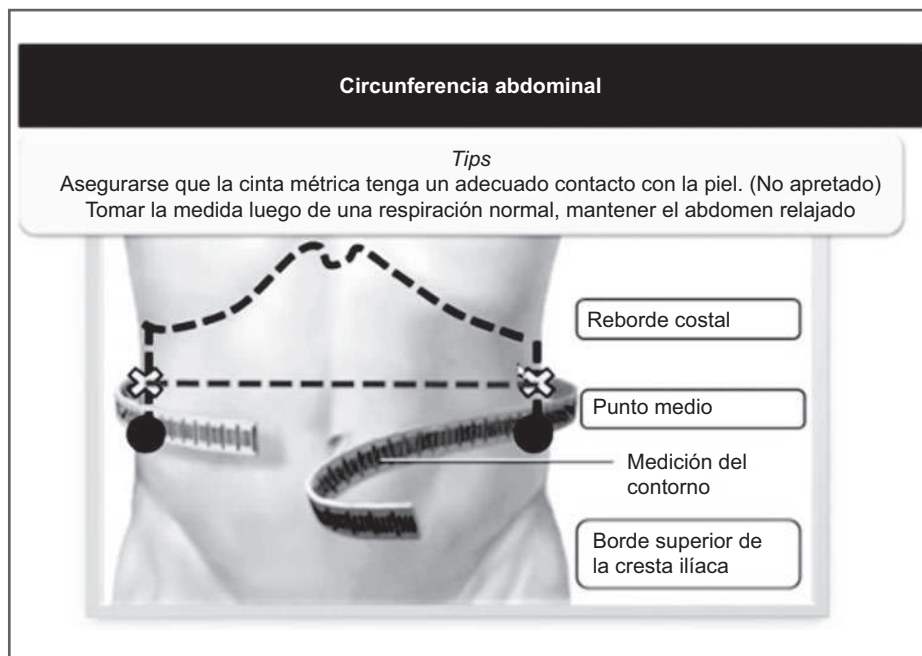 Circunferencia abdominal
Tips
Asegurarse que la cinta métrica tenga un adecuado contacto con la piel. (No apretado)
Tomar la medida luego de una respiración normal, mantener el abdomen relajado
Reborde costal
Punto medio
Medición del
contorno
Borde superior de
la cresta ilíaca